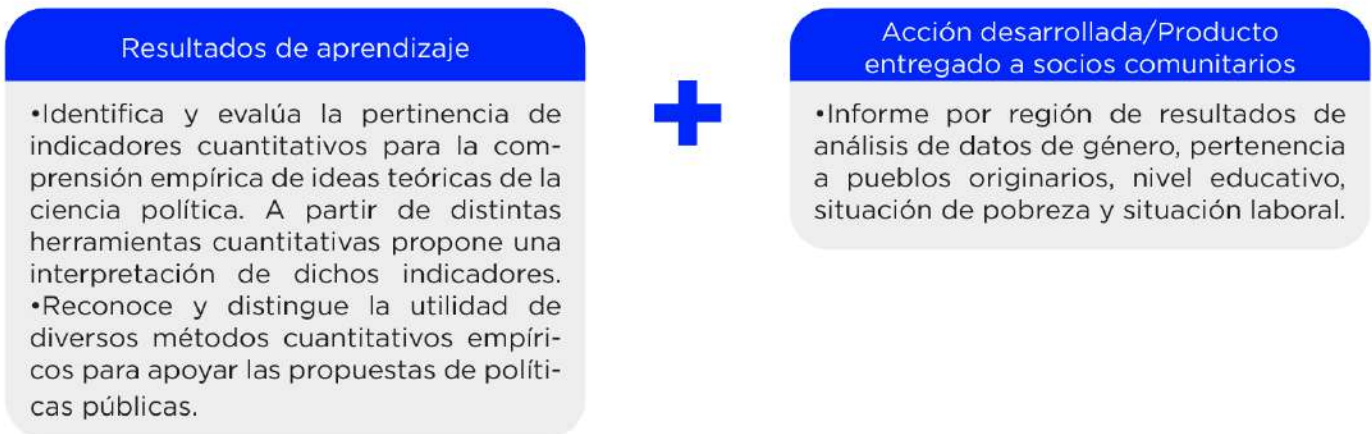 Resultados de aprendizaje
•Identifica y evalúa la pertinencia de
indicadores cuantitativos para la com-
prensión empírica de ideas teóricas de la
ciencia política. A partir de distintas
herramientas cuantitativas propone una
interpretación de dichos indicadores.
•Reconoce y distingue la utilidad de
diversos métodos cuantitativos empíri-
cos para apoyar las propuestas de políti-
cas públicas.
Acción desarrollada/Producto
entregado a socios comunitarios
•Informe por región de resultados de
análisis de datos de género, pertenencia
a pueblos originarios, nivel educativo,
situación de pobreza y situación laboral.